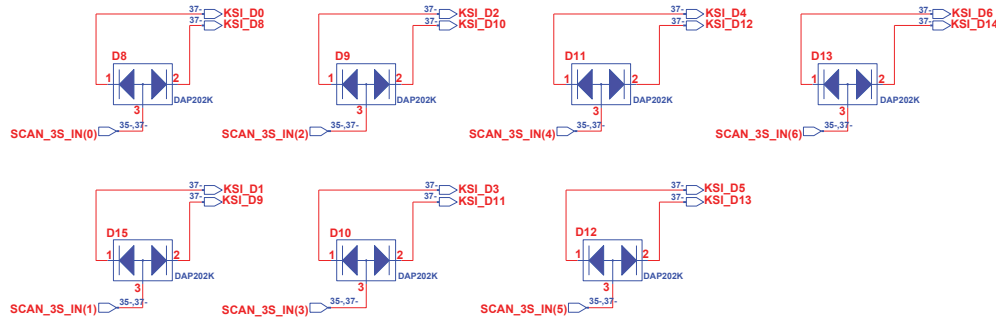 37- KSI_D0
37- KSI_D8
D8
1 2
DAP202K
3
35-,37-
SCAN_3S_IN(0)
37- KSI_D2
37- KSI_D10
D9
1 2
DAP202K
3
35-,37-
SCAN_3S_IN(2)
37- KSI_D4
37- KSI_D12
D11
1 2
DAP202K
3
35-,37-
SCAN_3S_IN(4)
37- KSI_D6
37- KSI_D14
D13
1 2
DAP202K
3
35-,37-
SCAN_3S_IN(6)
37- KSI_D1
37- KSI_D9
D15
1 2
DAP202K
3
35-,37-
SCAN_3S_IN(1)
37- KSI_D3
37- KSI_D11
D10
1 2
DAP202K
3
35-,37-
SCAN_3S_IN(3)
37- KSI_D5
37- KSI_D13
D12
1 2
DAP202K
3
35-,37-
SCAN_3S_IN(5)